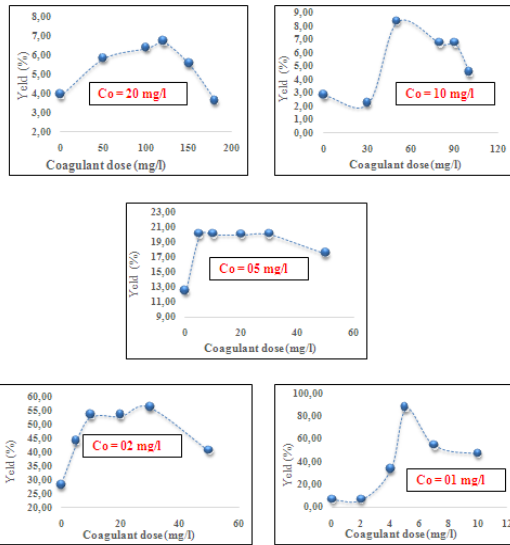 8,00
7,00
6,00
5,00
4,00
3,00
2,00
Yeld (%)
Co = 20 mg/l
0 50 100 150 200
Coagulant dose (mg/l)
9,00
8,00
7,00
6,00
5,00
4,00
3,00
2,00
1,00
0,00
Yeld (%)
Co = 10 mg/l
0 30 60 90 120
Coagulant dose (mg/l)
23,00
21,00
19,00
17,00
15,00
13,00
11,00
9,00
Yeld (%)
Co = 05 mg/l
0 20 40 60
Coagulant dose (mg/l)
60,00
55,00
50,00
45,00
40,00
35,00
30,00
25,00
20,00
Yeld (%)
Co = 02 mg/l
0 20 40 60
Coagulant dose (mg/l)
100,00
80,00
60,00
40,00
20,00
0,00
Yeld (%)
Co = 01 mg/l
0 2 4 6 8 10 12
Coagulant dose (mg/l)